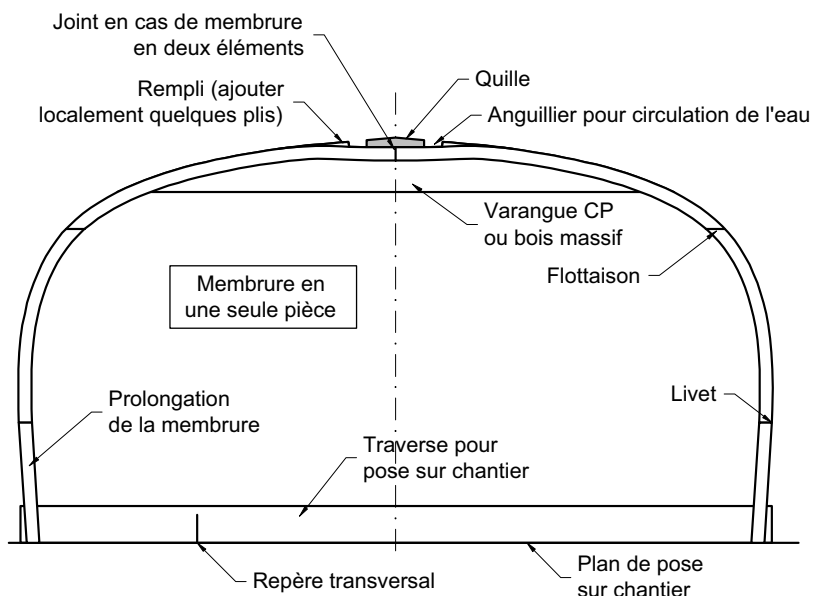 Joint en cas de membrure
en deux éléments
Rempli (ajouter
localement quelques plis)
Quille
Anguillier pour circulation de l'eau
Varangue CP
ou bois massif
Flottaison
Membrure en
une seule pièce
Prolongation
de la membrure
Livet
Traverse pour
pose sur chantier
Repère transversal
Plan de pose
sur chantier